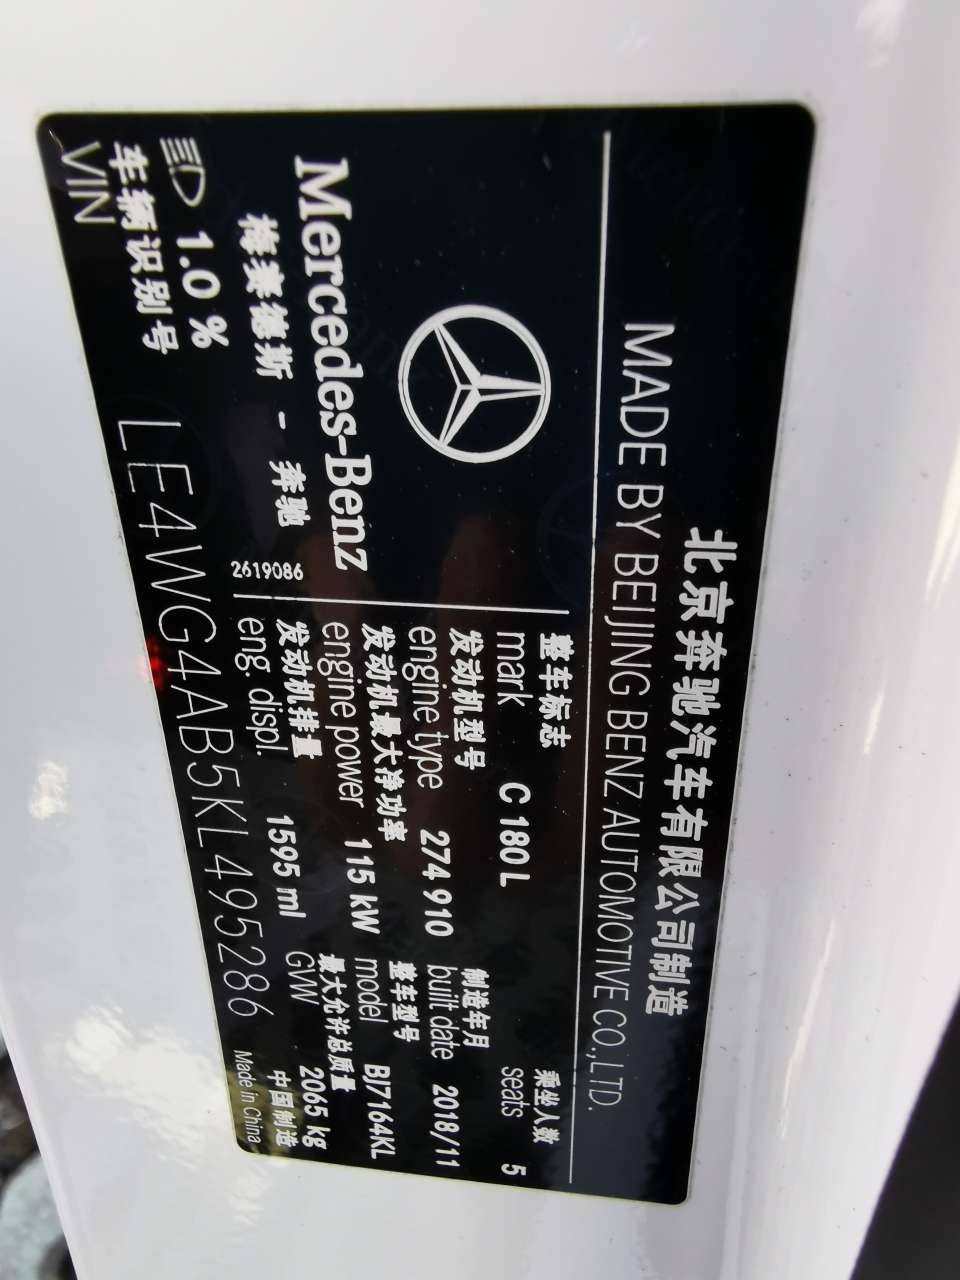 北京奔驰汽车有限公司制造
MADE BY BEIJING BENZ AUTOMOTIVE CO.,LTD.
Mercedes-Benz
梅赛德斯 - 奔驰
2619086
整车标志
mark C 180 L
乘坐人数
seats 5
发动机型号
engine type 274 910
制造年月
built date 2018/11
发动机最大净功率
engine power 115 kW
整车型号
model BJ7164KL
发动机排量
eng. displ. 1595 ml
最大允许总质量
GVW 2065 kg
1.0 %
车辆识别号
VIN LE4WG4AB5KL495286
中国制造
Made in China